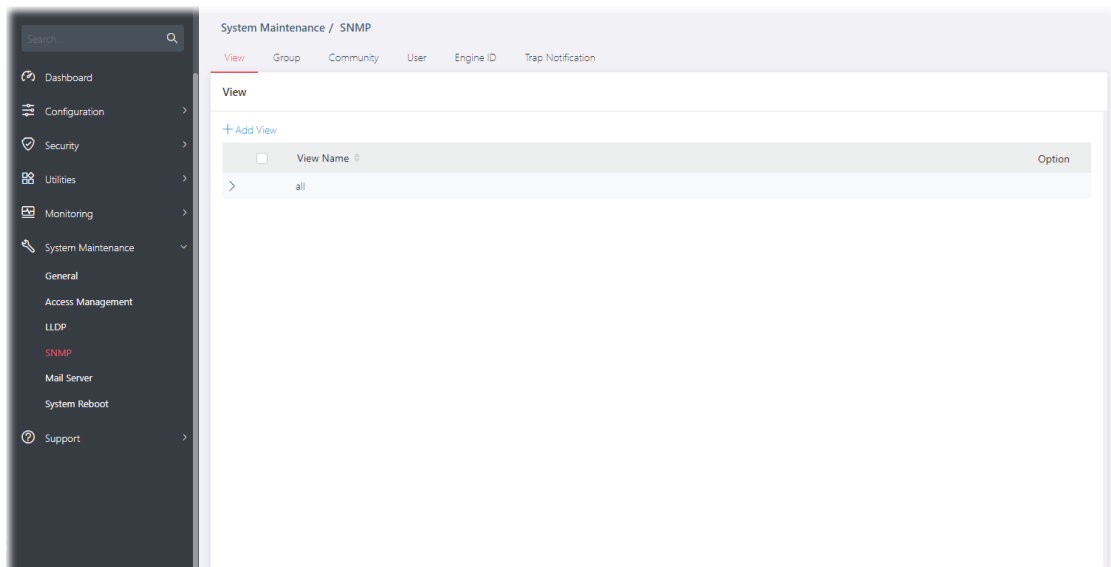 Search...
Dashboard
Configuration
Security
Utilities
Monitoring
System Maintenance
General
Access Management
LLDP
SNMP
Mail Server
System Reboot
Support
System Maintenance / SNMP
View Group Community User Engine ID Trap Notification
View
+ Add View
View Name Option
all